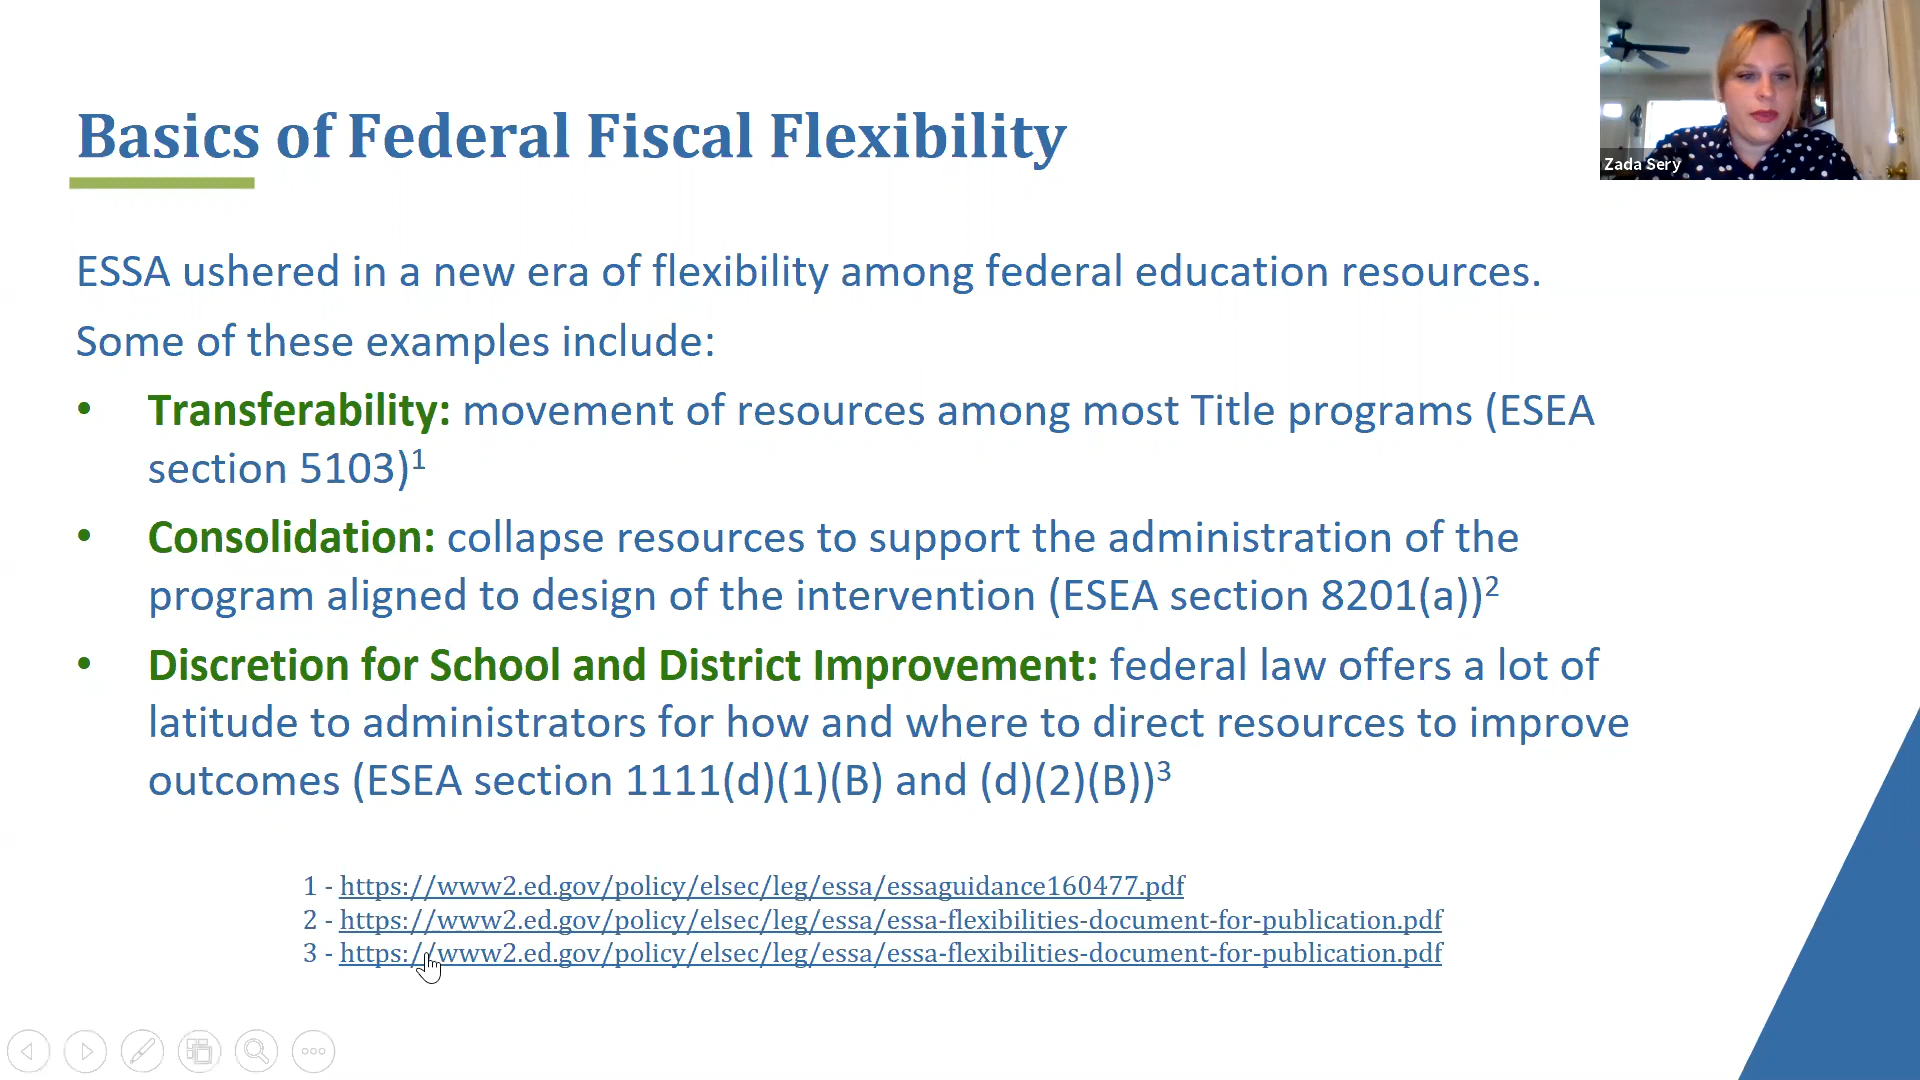 Basics of Federal Fiscal Flexibility
Zada Sery
ESSA ushered in a new era of flexibility among federal education resources.
Some of these examples include:
• Transferability: movement of resources among most Title programs (ESEA
section 5103)1
• Consolidation: collapse resources to support the administration of the
program aligned to design of the intervention (ESEA section 8201(a))2
• Discretion for School and District Improvement: federal law offers a lot of
latitude to administrators for how and where to direct resources to improve
outcomes (ESEA section 1111(d)(1)(B) and (d)(2)(B))3
1 - https://www2.ed.gov/policy/elsec/leg/essa/essaguidance160477.pdf
2 - https://www2.ed.gov/policy/elsec/leg/essa/essa-flexibilities-document-for-publication.pdf
3 - https://www2.ed.gov/policy/elsec/leg/essa/essa-flexibilities-document-for-publication.pdf